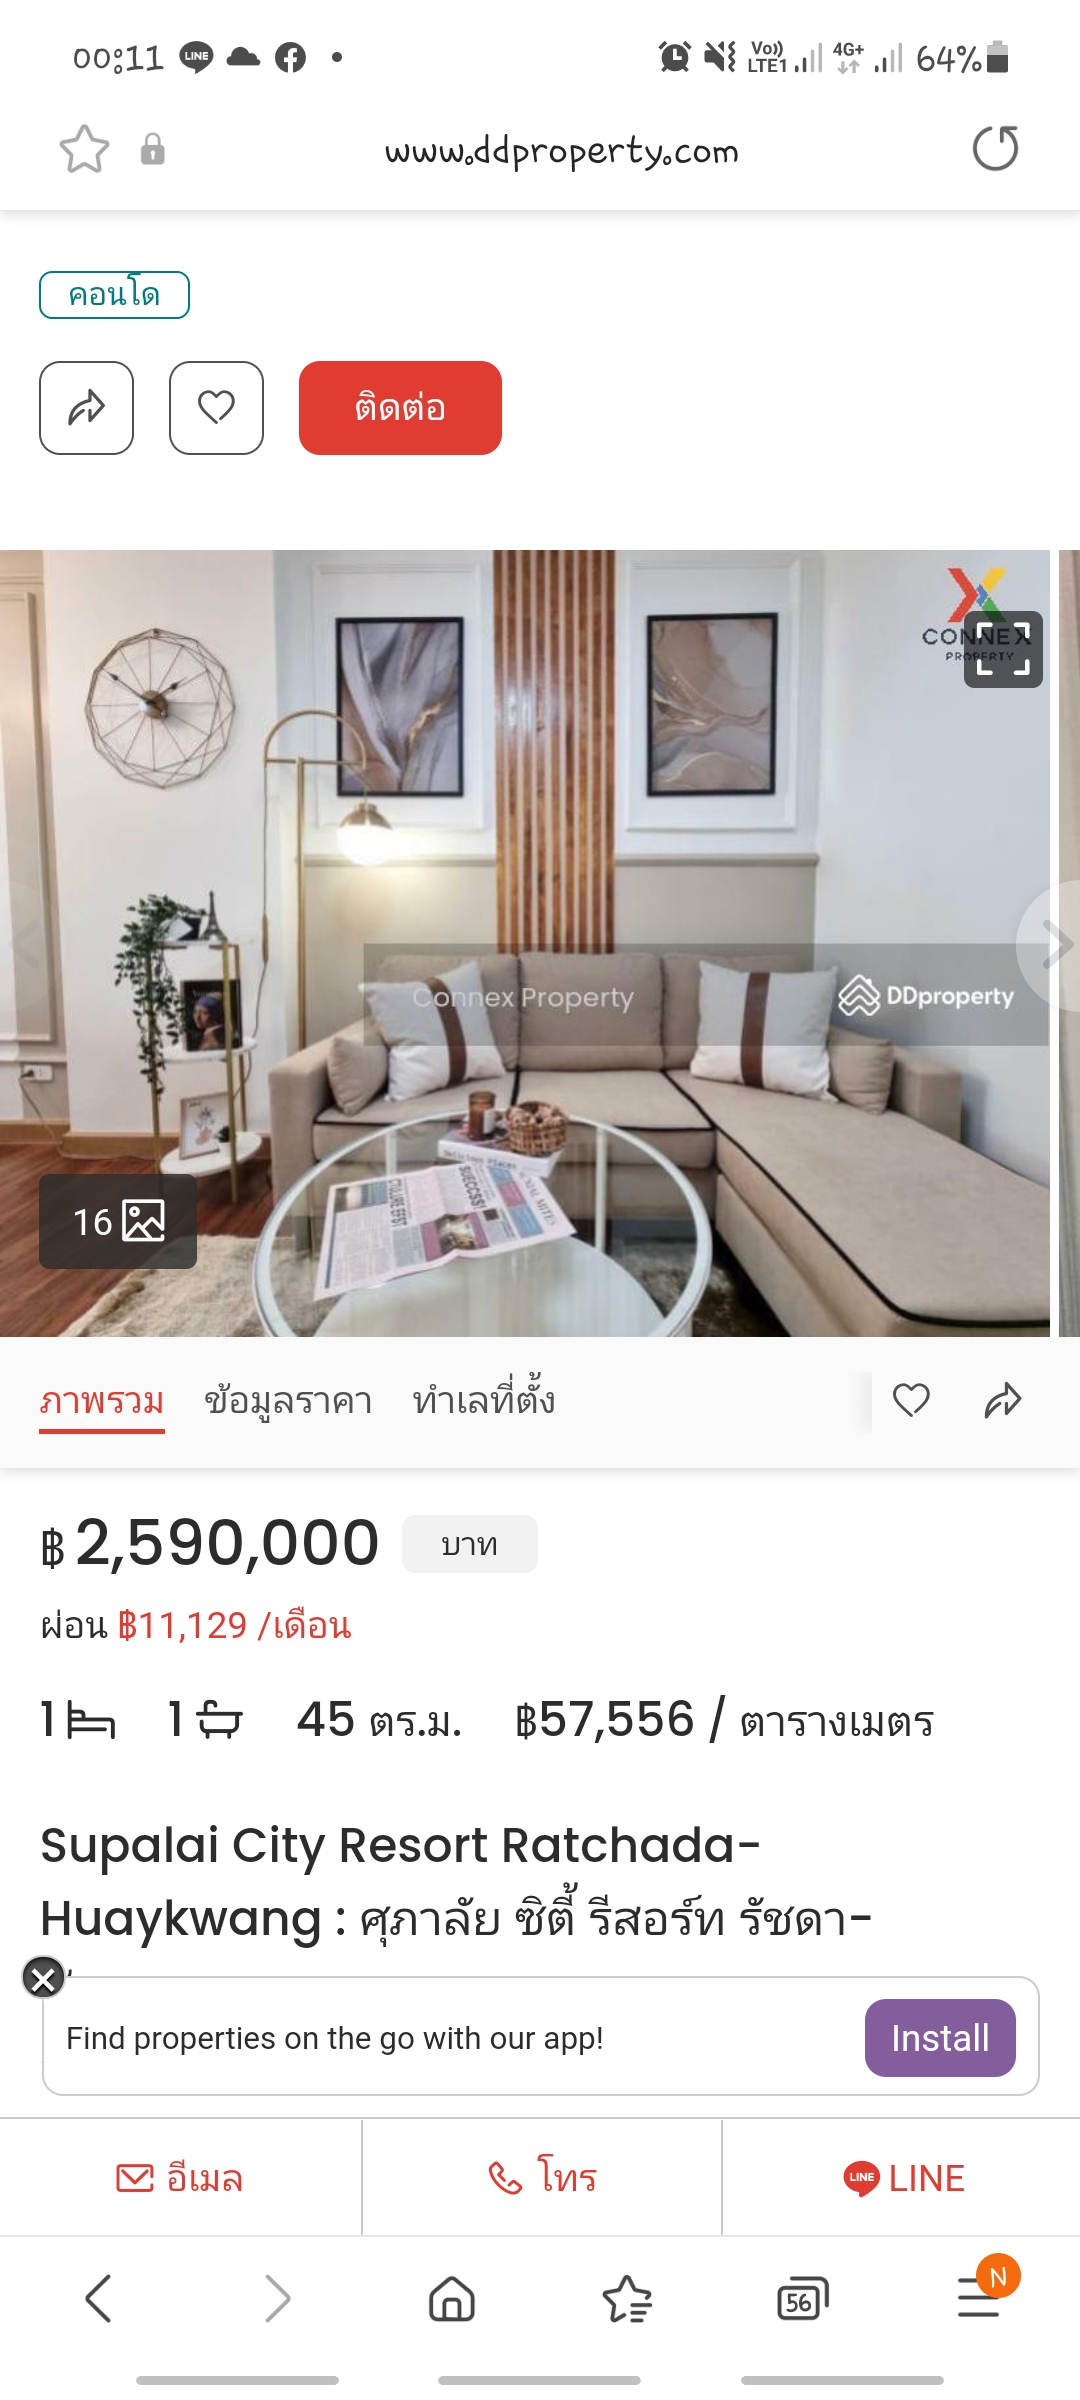 00:11 LINE Vo)) LTE1 4G+ 64%
www.ddproperty.com
คอนโด
ติดต่อ
CONNEX
PROPERTY
Connex Property DDproperty
SUCCSS!
16
ภาพรวม ข้อมูลราคา ทำเลที่ตั้ง
฿2,590,000 บาท
ผ่อน ฿11,129 /เดือน
1 1 45 ตร.ม. ฿57,556 / ตารางเมตร
Supalai City Resort Ratchada-
Huaykwang : ศุภาลัย ซิตี้ รีสอร์ท รัชดา-
Find properties on the go with our app! Install
อีเมล โทร LINE LINE
56 N